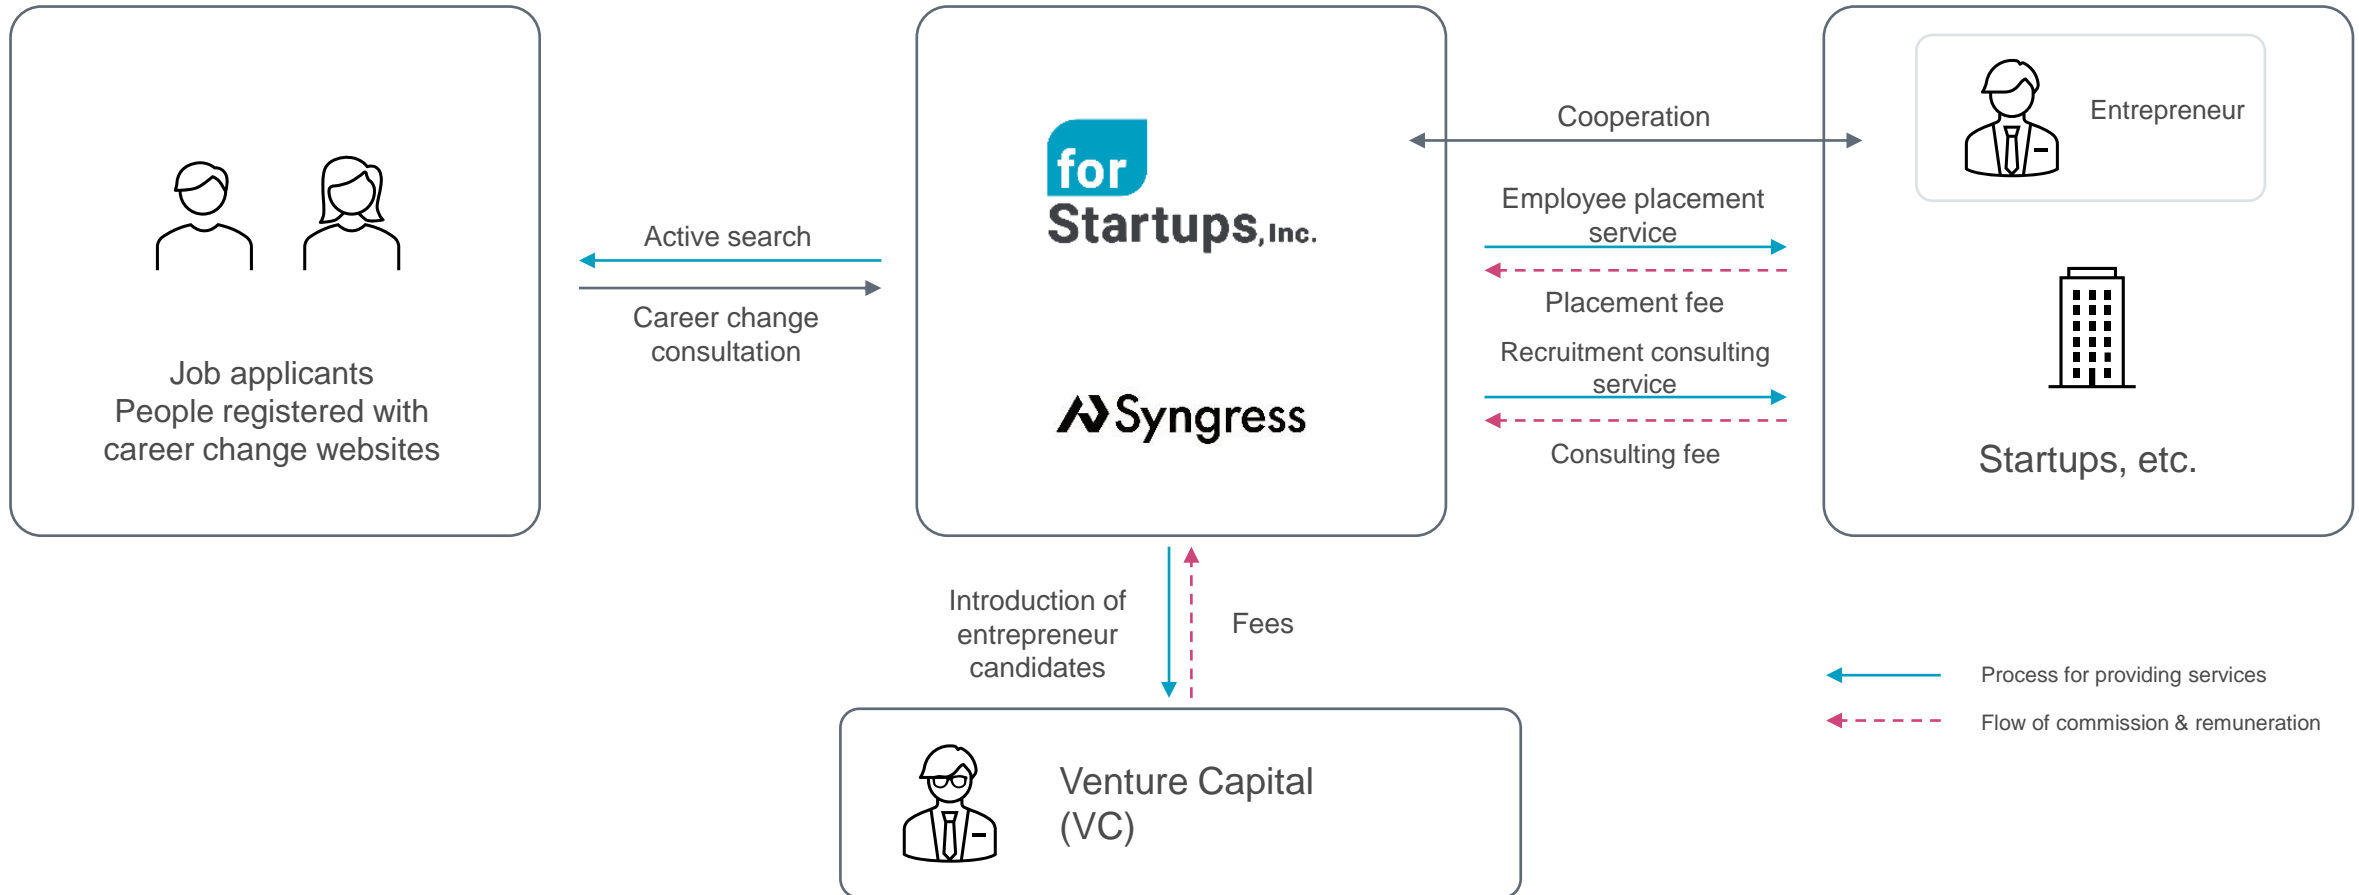 Job applicants
People registered with
career change websites
Active search
Career change
consultation
for
Startups, Inc.
Syngress
Cooperation
Employee placement
service
Placement fee
Recruitment consulting
service
Consulting fee
Entrepreneur
Startups, etc.
Introduction of
entrepreneur
candidates
Fees
Venture Capital
(VC)
Process for providing services
Flow of commission & remuneration